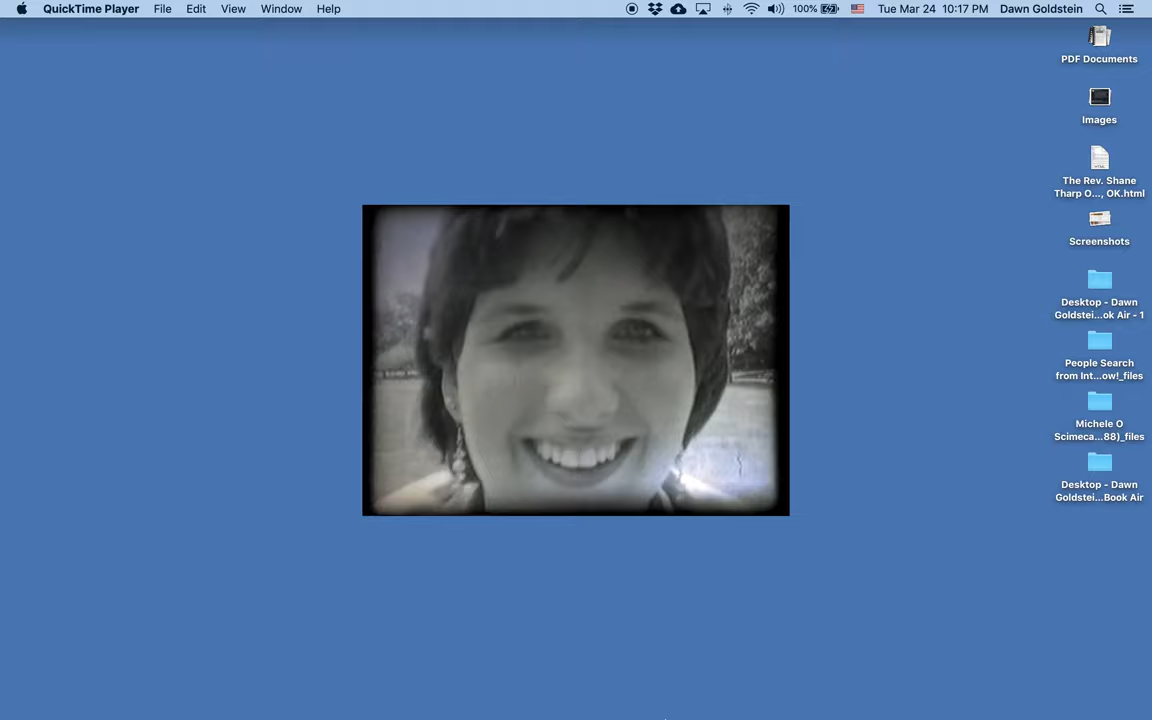 QuickTime Player File Edit View Window Help 100% Tue Mar 24 10:17 PM Dawn Goldstein
PDF Documents
Images
The Rev. Shane
Tharp O..., OK.html
Screenshots
Desktop - Dawn
Goldstei...ok Air - 1
People Search
from Int...ow!_files
Michele O
Scimeca...88)_files
Desktop - Dawn
Goldstei...Book Air